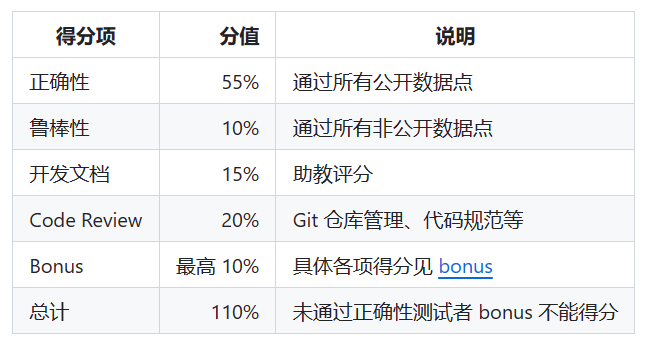 得分项 分值 说明
正确性 55% 通过所有公开数据点
鲁棒性 10% 通过所有非公开数据点
开发文档 15% 助教评分
Code Review 20% Git 仓库管理、代码规范等
Bonus 最高 10% 具体各项得分见 bonus
总计 110% 未通过正确性测试者 bonus 不能得分